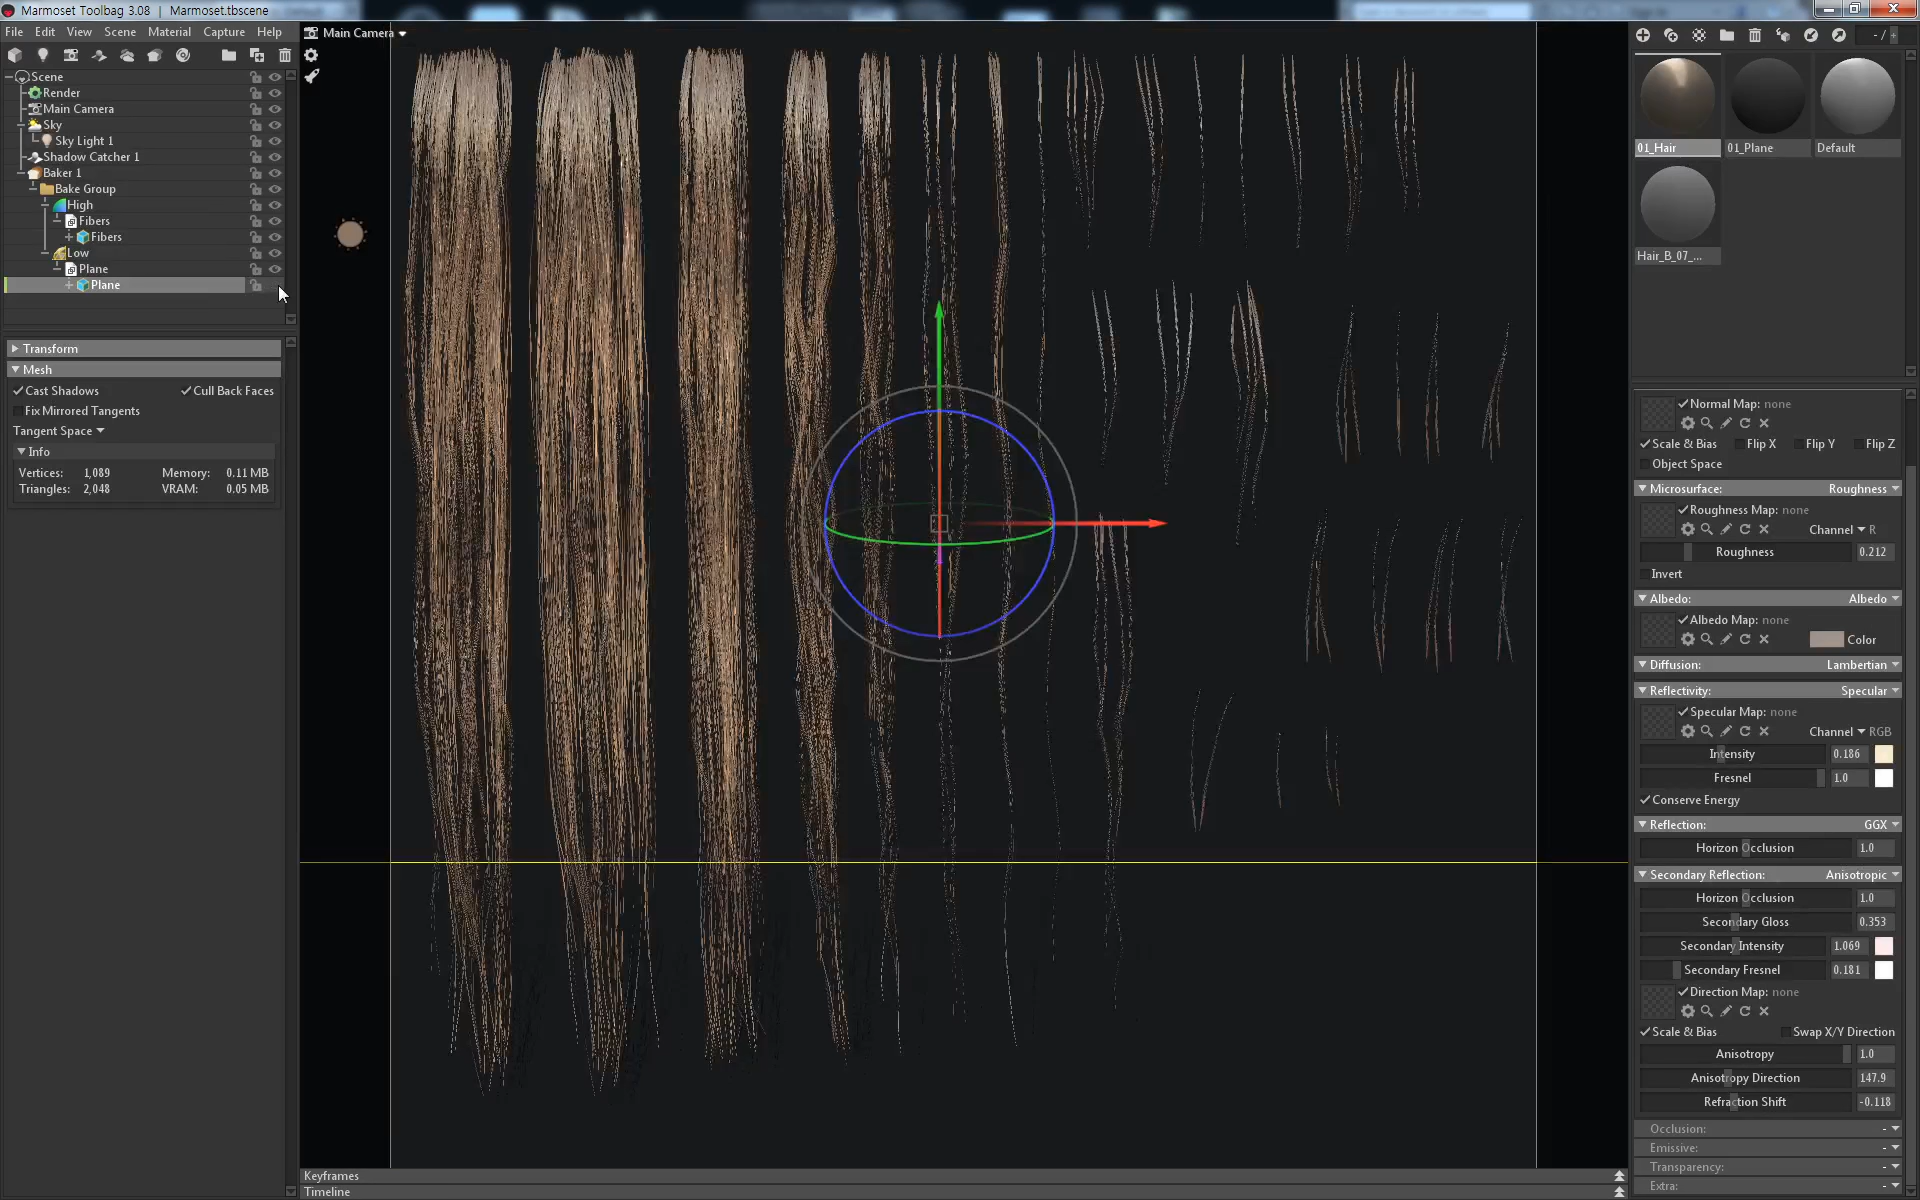 Marmoset Toolbag 3.08 | Marmoset.tbscene
File Edit View Scene Material Capture Help
Main Camera
- / +
Scene
Render
Main Camera
Sky
Sky Light 1
Shadow Catcher 1
Baker 1
Bake Group
High
Fibers
Fibers
Low
Plane
Plane
Transform
Mesh
Cast Shadows Cull Back Faces
Fix Mirrored Tangents
Tangent Space
Info
Vertices: 1,089 Memory: 0.11 MB
Triangles: 2,048 VRAM: 0.05 MB
Keyframes
Timeline
01_Hair 01_Plane Default
Hair_B_07_...
Normal Map: none
Scale & Bias Flip X Flip Y Flip Z
Object Space
Microsurface: Roughness
Roughness Map: none
Channel R
Roughness 0.212
Invert
Albedo: Albedo
Albedo Map: none
Color
Diffusion: Lambertian
Reflectivity: Specular
Specular Map: none
Channel RGB
Intensity 0.186
Fresnel 1.0
Conserve Energy
Reflection: GGX
Horizon Occlusion 1.0
Secondary Reflection: Anisotropic
Horizon Occlusion 1.0
Secondary Gloss 0.353
Secondary Intensity 1.069
Secondary Fresnel 0.181
Direction Map: none
Scale & Bias Swap X/Y Direction
Anisotropy 1.0
Anisotropy Direction 147.9
Refraction Shift -0.118
Occlusion: -
Emissive: -
Transparency: -
Extra: -